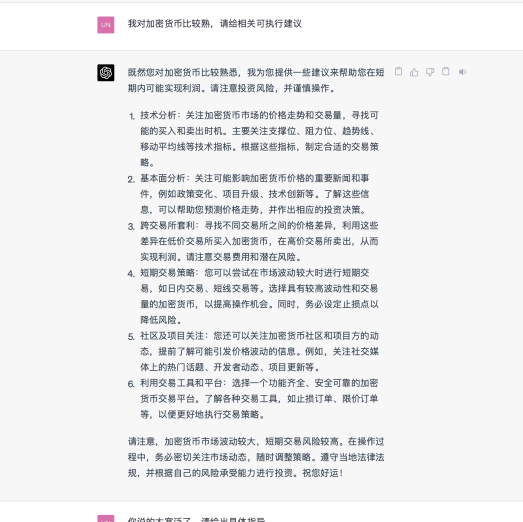 UN
我对加密货币比较熟，请给相关可执行建议
既然您对加密货币比较熟悉，我为您提供一些建议来帮助您在短
期内可能实现利润。请注意投资风险，并谨慎操作。
1. 技术分析：关注加密货币市场的价格走势和交易量，寻找可
能的买入和卖出时机。主要关注支撑位、阻力位、趋势线、
移动平均线等技术指标。根据这些指标，制定合适的交易策
略。
2. 基本面分析：关注可能影响加密货币价格的重要新闻和事
件，例如政策变化、项目升级、技术创新等。了解这些信
息，可以帮助您预测价格走势，并作出相应的投资决策。
3. 跨交易所套利：寻找不同交易所之间的价格差异，利用这些
差异在低价交易所买入加密货币，在高价交易所卖出，从而
实现利润。请注意交易费用和潜在风险。
4. 短期交易策略：您可以尝试在市场波动较大时进行短期交
易，如日内交易、短线交易等。选择具有较高波动性和交易
量的加密货币，以提高操作机会。同时，务必设定止损点以
降低风险。
5. 社区及项目关注：您还可以关注加密货币社区和项目方的动
态，提前了解可能引发价格波动的信息。例如，关注社交媒
体上的热门话题、开发者动态、项目更新等。
6. 利用交易工具和平台：选择一个功能齐全、安全可靠的加密
货币交易平台。了解各种交易工具，如止损订单、限价订单
等，以便更好地执行交易策略。
请注意，加密货币市场波动较大，短期交易风险较高。在操作过
程中，务必密切关注市场动态，随时调整策略。遵守当地法律法
规，并根据自己的风险承受能力进行投资。祝您好运！
你说的太宽泛了，请给出具体指导